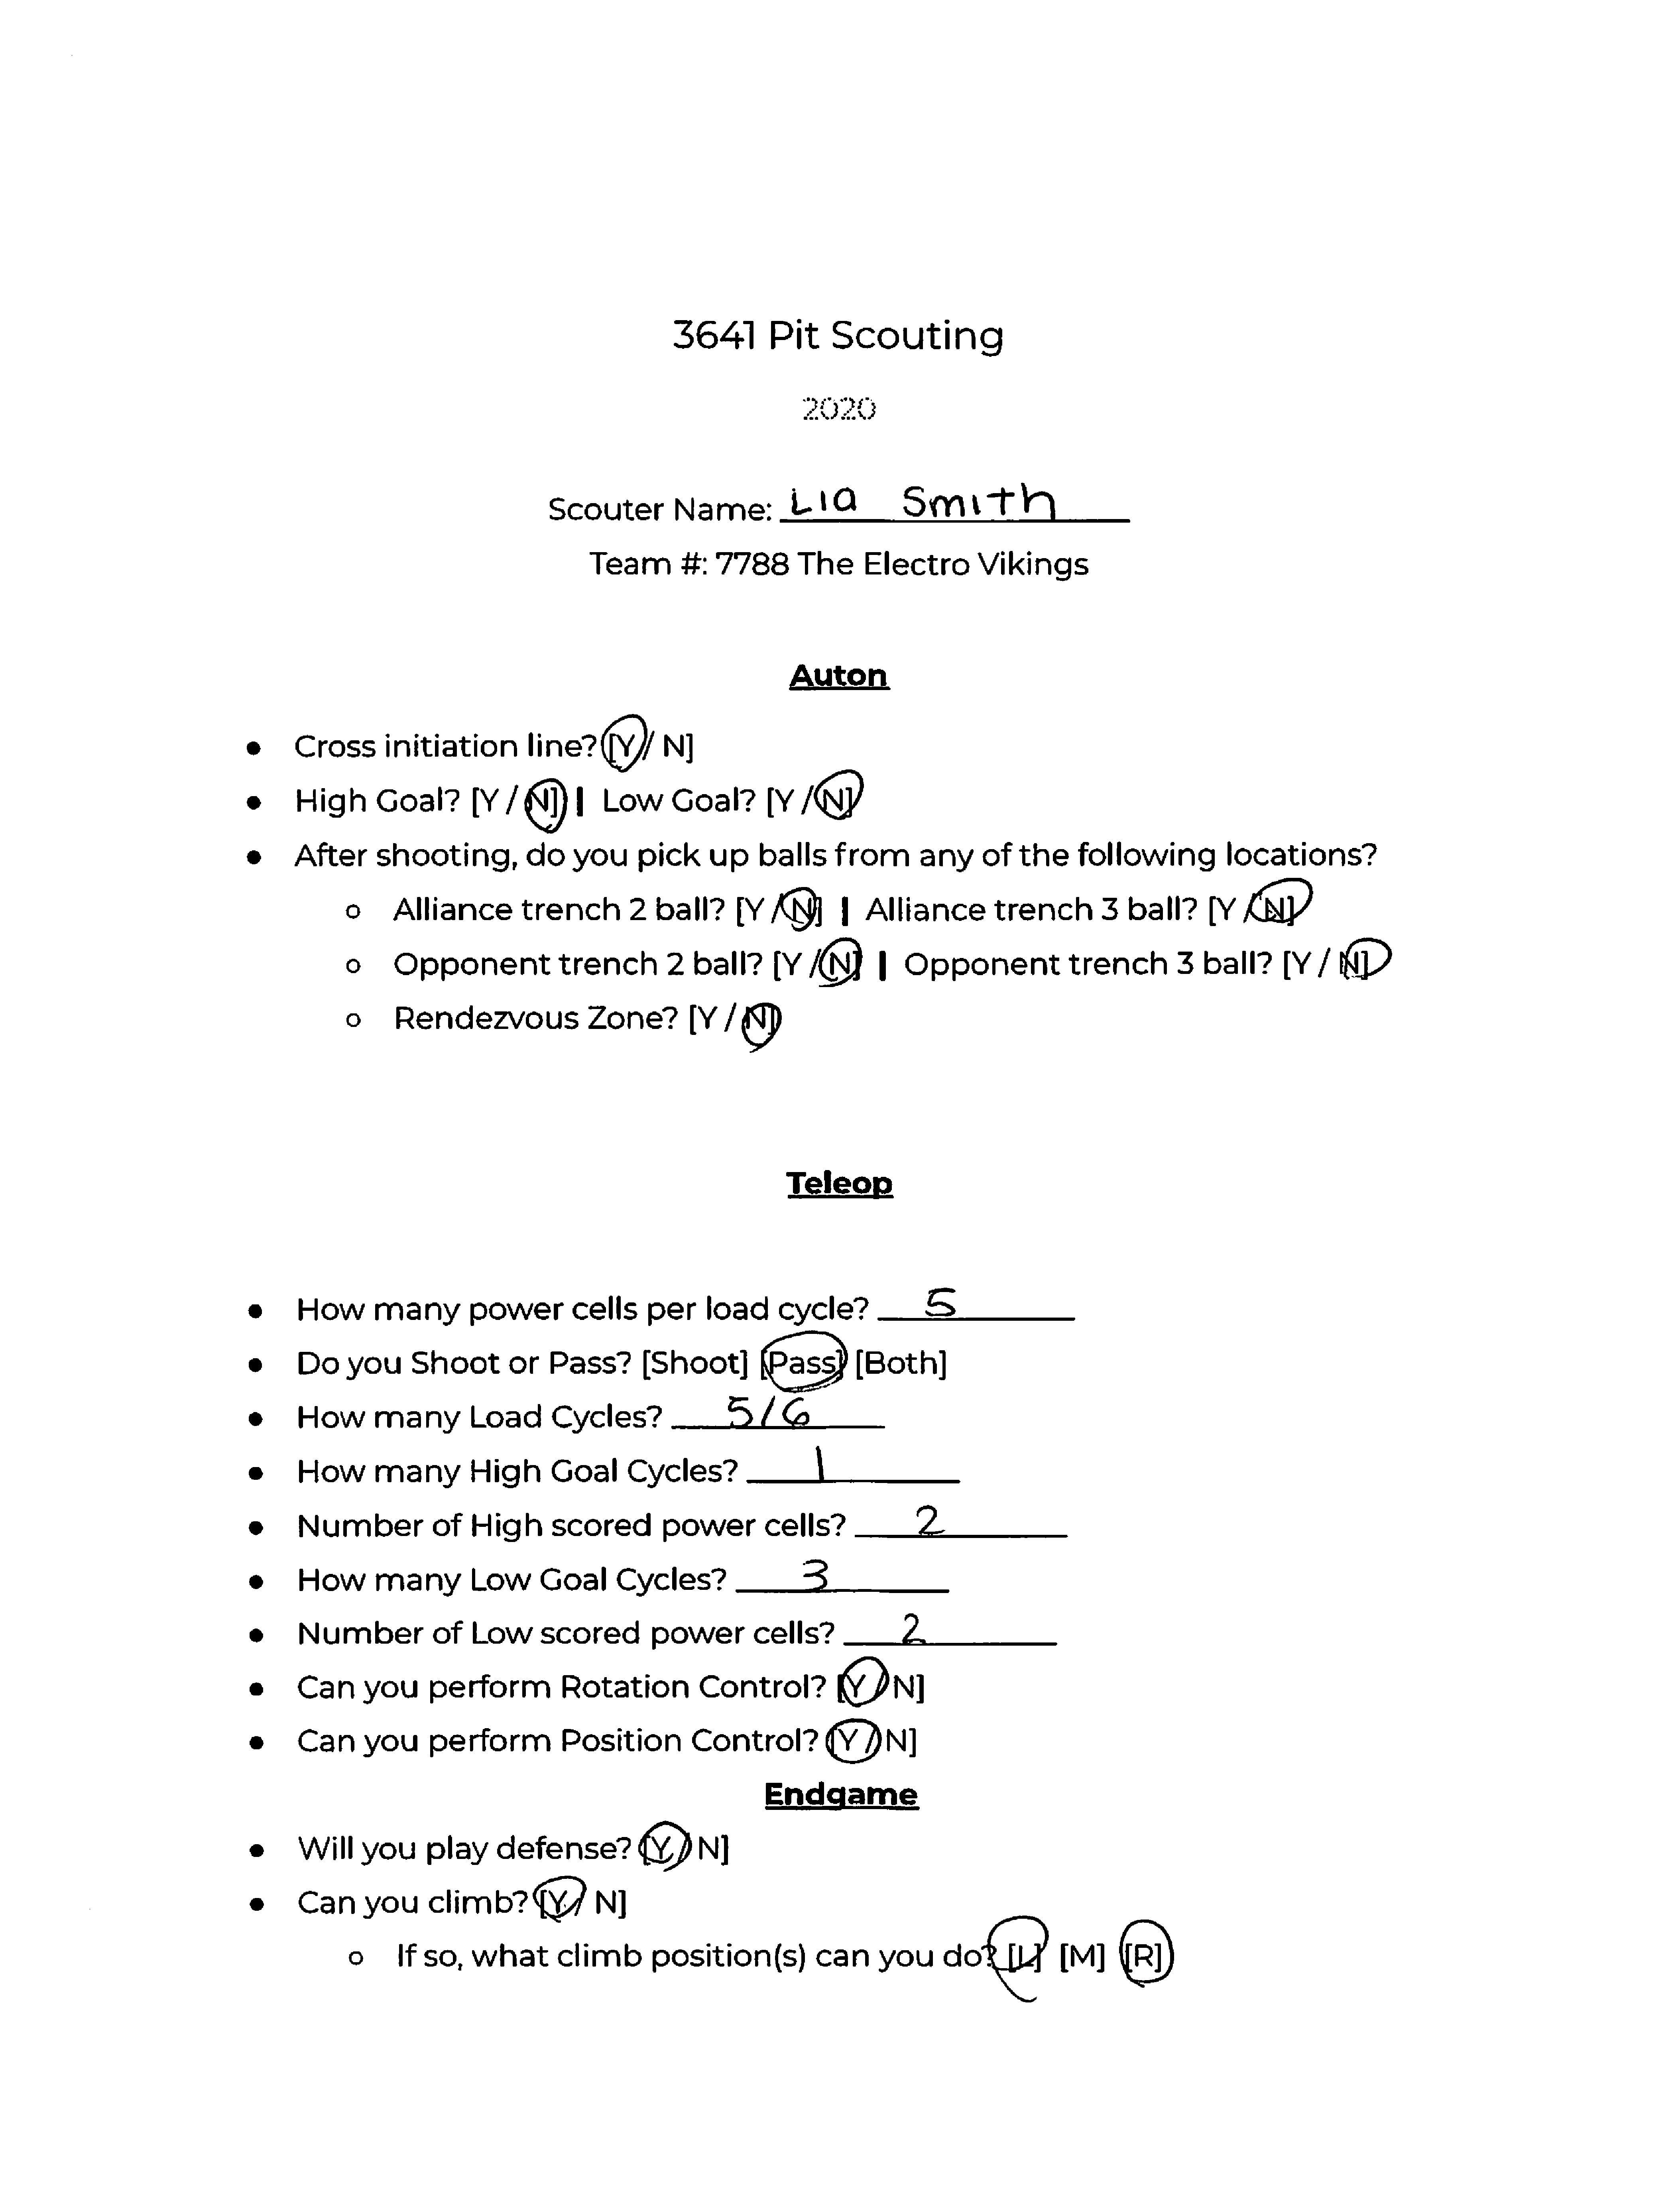 3641 Pit Scouting
2020
Scouter Name: Lia Smith
Team #: 7788 The Electro Vikings
Auton
● Cross initiation line? [Y / N]
● High Goal? [Y / N] | Low Goal? [Y / N]
● After shooting, do you pick up balls from any of the following locations?
○ Alliance trench 2 ball? [Y / N] | Alliance trench 3 ball? [Y / N]
○ Opponent trench 2 ball? [Y / N] | Opponent trench 3 ball? [Y / N]
○ Rendezvous Zone? [Y / N]
Teleop
● How many power cells per load cycle? 5
● Do you Shoot or Pass? [Shoot] [Pass] [Both]
● How many Load Cycles? 5/6
● How many High Goal Cycles? 1
● Number of High scored power cells? 2
● How many Low Goal Cycles? 3
● Number of Low scored power cells? 2
● Can you perform Rotation Control? [Y / N]
● Can you perform Position Control? [Y / N]
Endgame
● Will you play defense? [Y / N]
● Can you climb? [Y / N]
○ If so, what climb position(s) can you do? [L] [M] [R]